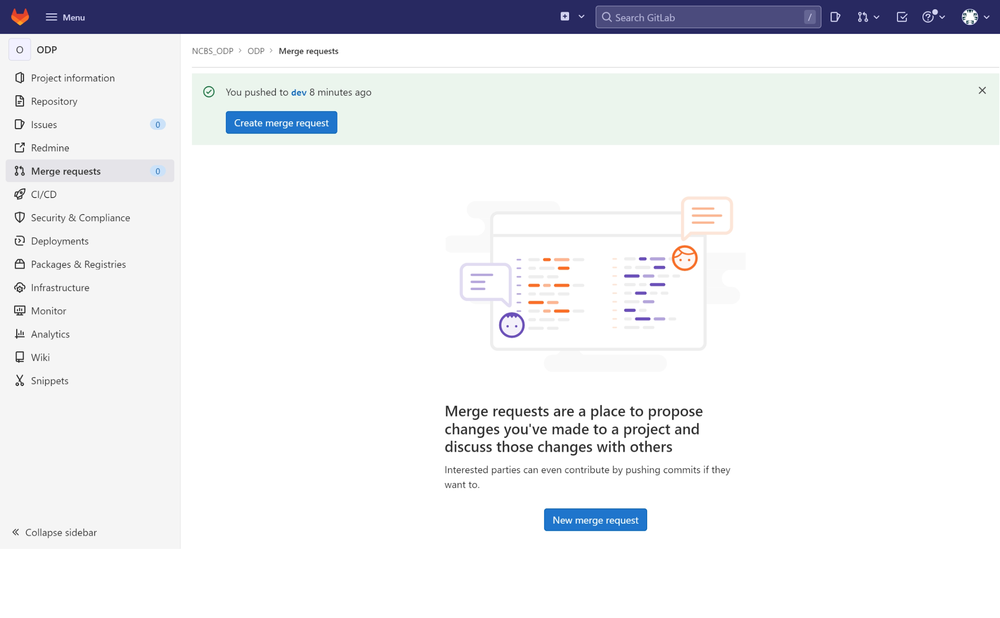 Menu
Search GitLab /
O ODP
Project information
Repository
Issues 0
Redmine
Merge requests 0
CI/CD
Security & Compliance
Deployments
Packages & Registries
Infrastructure
Monitor
Analytics
Wiki
Snippets
Collapse sidebar
NCBS_ODP > ODP > Merge requests
You pushed to dev 8 minutes ago
Create merge request
Merge requests are a place to propose
changes you've made to a project and
discuss those changes with others
Interested parties can even contribute by pushing commits if they
want to.
New merge request